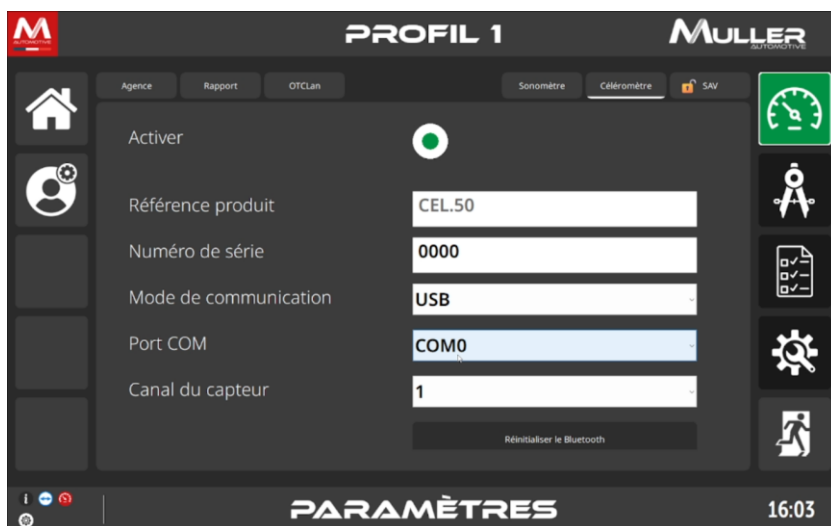 M
AUTOMOTIVE
PROFIL 1
MULLER
AUTOMOTIVE
Agence
Rapport
OTCLan
Sonomètre
Céléromètre
SAV
Activer
Référence produit
CEL.50
Numéro de série
0000
Mode de communication
USB
Port COM
COM0
Canal du capteur
1
Réinitialiser le Bluetooth
PARAMÈTRES
16:03